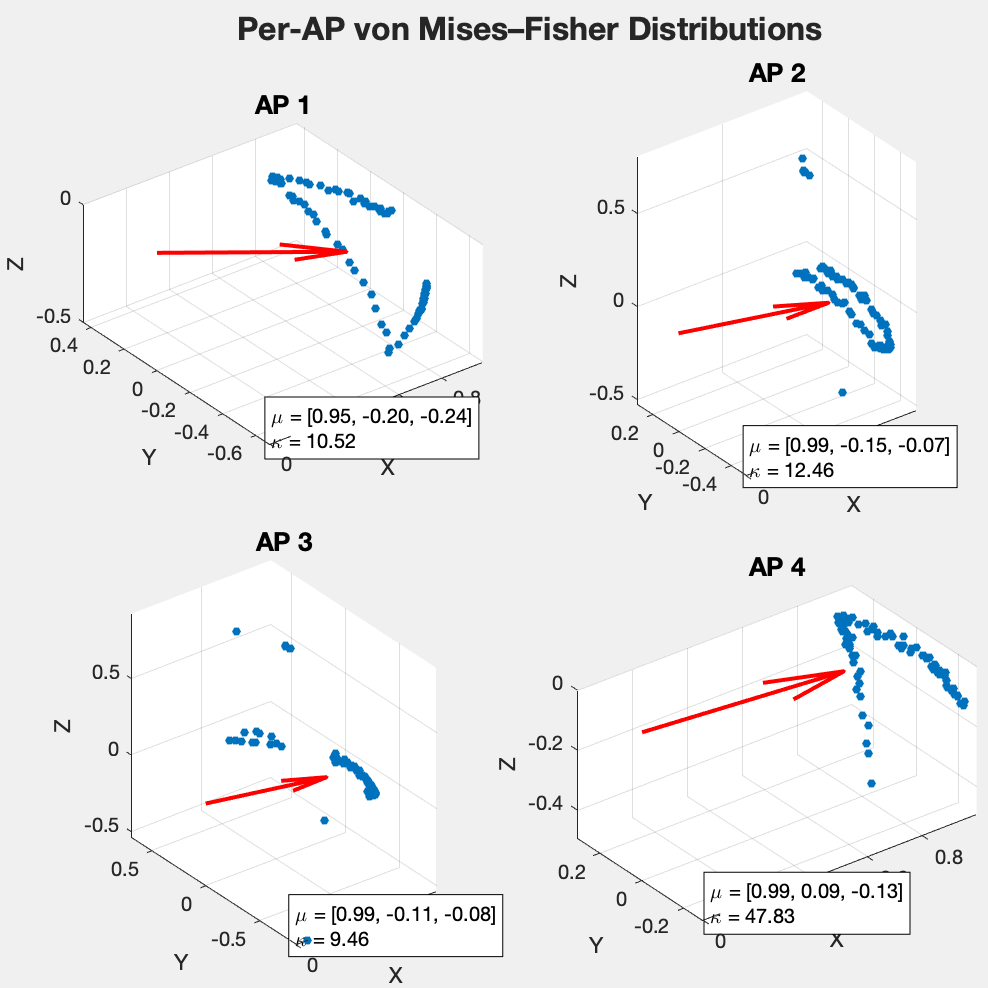 Per-AP von Mises–Fisher Distributions
AP 1
0
-0.5
Z
0.4
0.2
0
-0.2
-0.4
-0.6
Y
0
X
μ = [0.95, -0.20, -0.24]
κ = 10.52
AP 2
0.5
0
-0.5
Z
0.2
0
-0.2
-0.4
Y
0
X
μ = [0.99, -0.15, -0.07]
κ = 12.46
AP 3
0.5
0
-0.5
Z
0.5
0
-0.5
Y
0
X
μ = [0.99, -0.11, -0.08]
κ = 9.46
AP 4
0
-0.2
-0.4
Z
0.2
0
-0.2
Y
0
0.8
X
μ = [0.99, 0.09, -0.13]
κ = 47.83